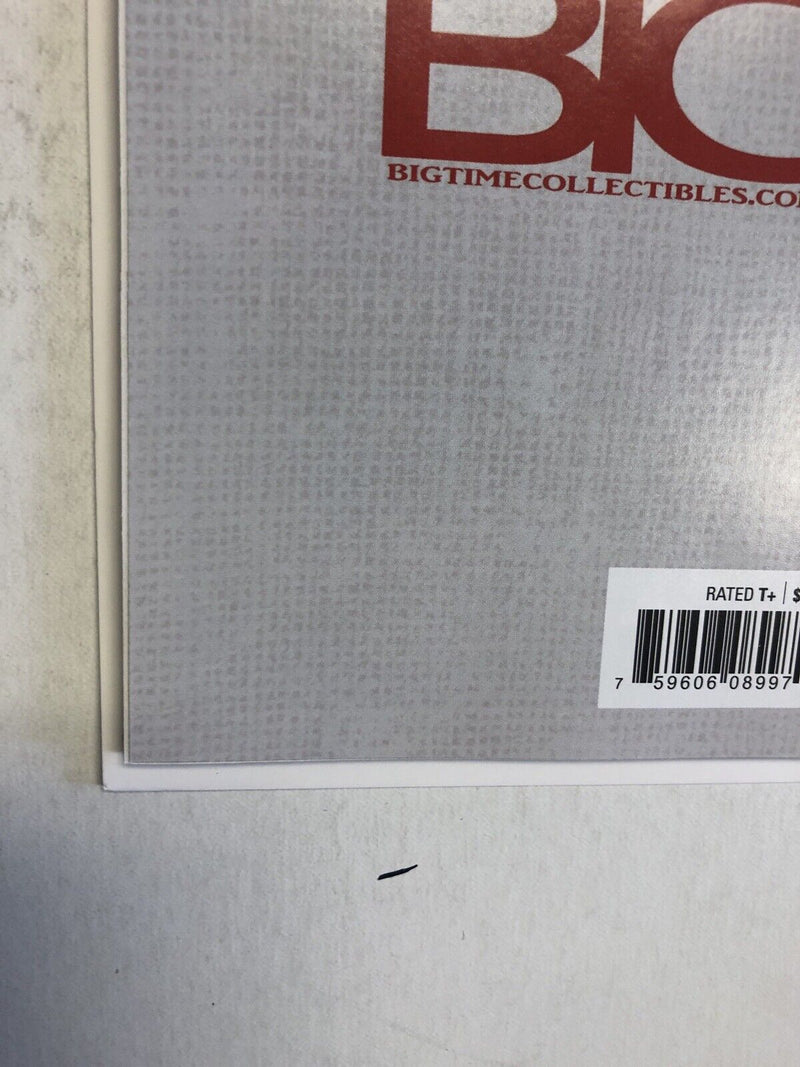 BIG
BIGTIMECOLLECTIBLES.CO
RATED T+ | $
7 59606 08997